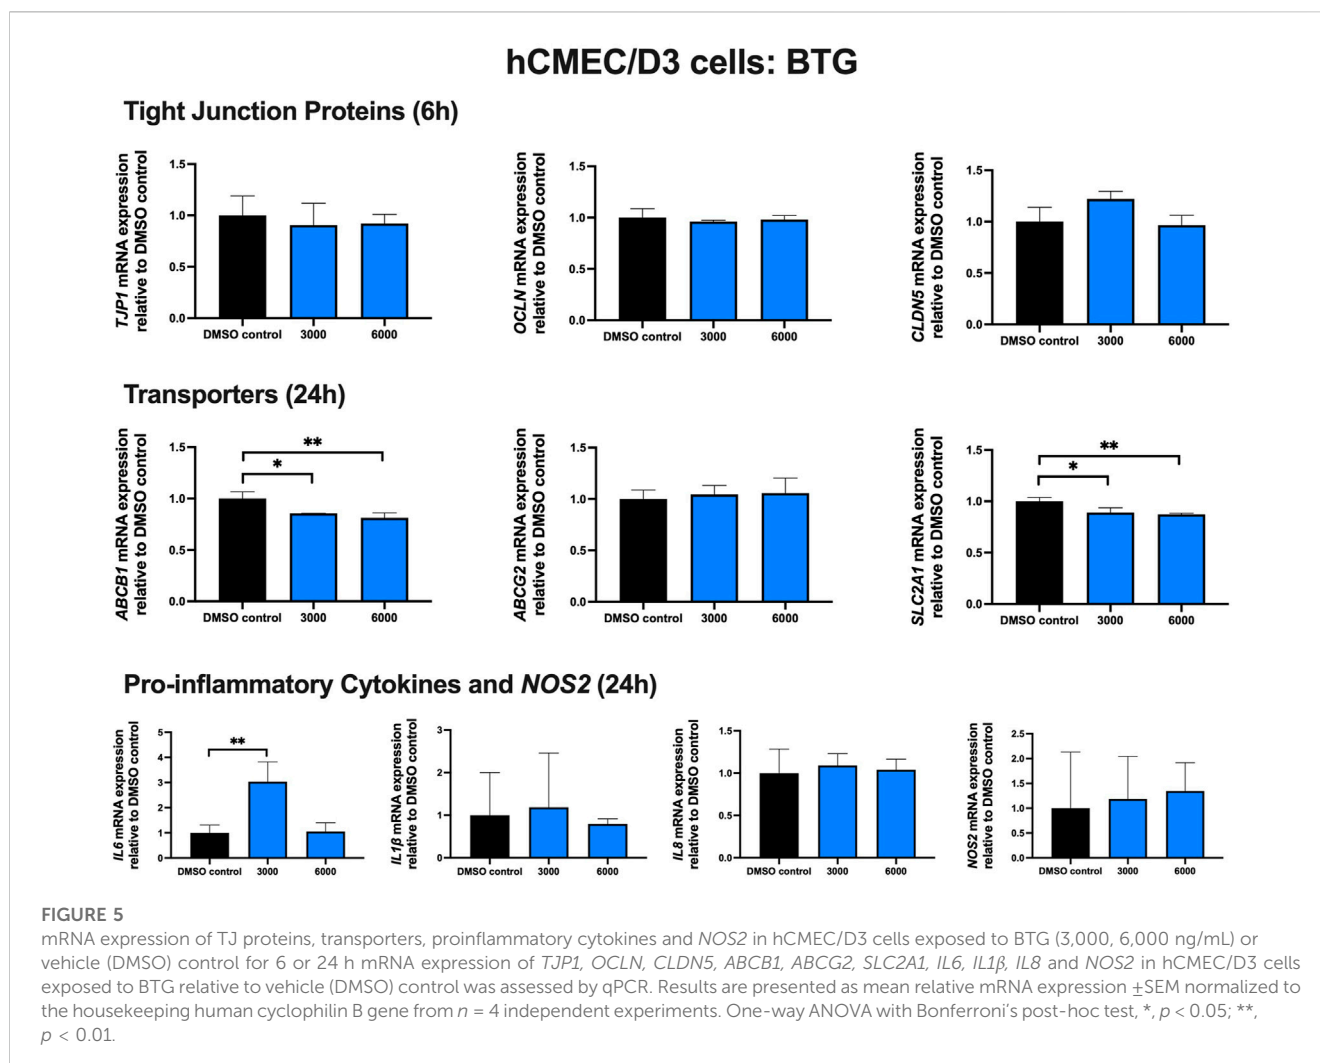 hCMEC/D3 cells: BTG
Tight Junction Proteins (6h)
TJP1 mRNA expression
relative to DMSO control
1.5
1.0
0.5
0.0
DMSO control 3000 6000
OCLN mRNA expression
relative to DMSO control
1.5
1.0
0.5
0.0
DMSO control 3000 6000
CLDN5 mRNA expression
relative to DMSO control
1.5
1.0
0.5
0.0
DMSO control 3000 6000
Transporters (24h)
ABCB1 mRNA expression
relative to DMSO control
1.5
1.0
0.5
0.0
**
*
DMSO control 3000 6000
ABCG2 mRNA expression
relative to DMSO control
1.5
1.0
0.5
0.0
DMSO control 3000 6000
SLC2A1 mRNA expression
relative to DMSO control
1.5
1.0
0.5
0.0
**
*
DMSO control 3000 6000
Pro-inflammatory Cytokines and NOS2 (24h)
IL6 mRNA expression
relative to DMSO control
5
4
3
2
1
0
**
DMSO control 3000 6000
IL1β mRNA expression
relative to DMSO control
3
2
1
0
DMSO control 3000 6000
IL8 mRNA expression
relative to DMSO control
1.5
1.0
0.5
0.0
DMSO control 3000 6000
NOS2 mRNA expression
relative to DMSO control
2.5
2.0
1.5
1.0
0.5
0.0
DMSO control 3000 6000
FIGURE 5
mRNA expression of TJ proteins, transporters, proinflammatory cytokines and NOS2 in hCMEC/D3 cells exposed to BTG (3,000, 6,000 ng/mL) or
vehicle (DMSO) control for 6 or 24 h mRNA expression of TJP1, OCLN, CLDN5, ABCB1, ABCG2, SLC2A1, IL6, IL1β, IL8 and NOS2 in hCMEC/D3 cells
exposed to BTG relative to vehicle (DMSO) control was assessed by qPCR. Results are presented as mean relative mRNA expression ±SEM normalized to
the housekeeping human cyclophilin B gene from n = 4 independent experiments. One-way ANOVA with Bonferroni's post-hoc test, *, p < 0.05; **,
p < 0.01.